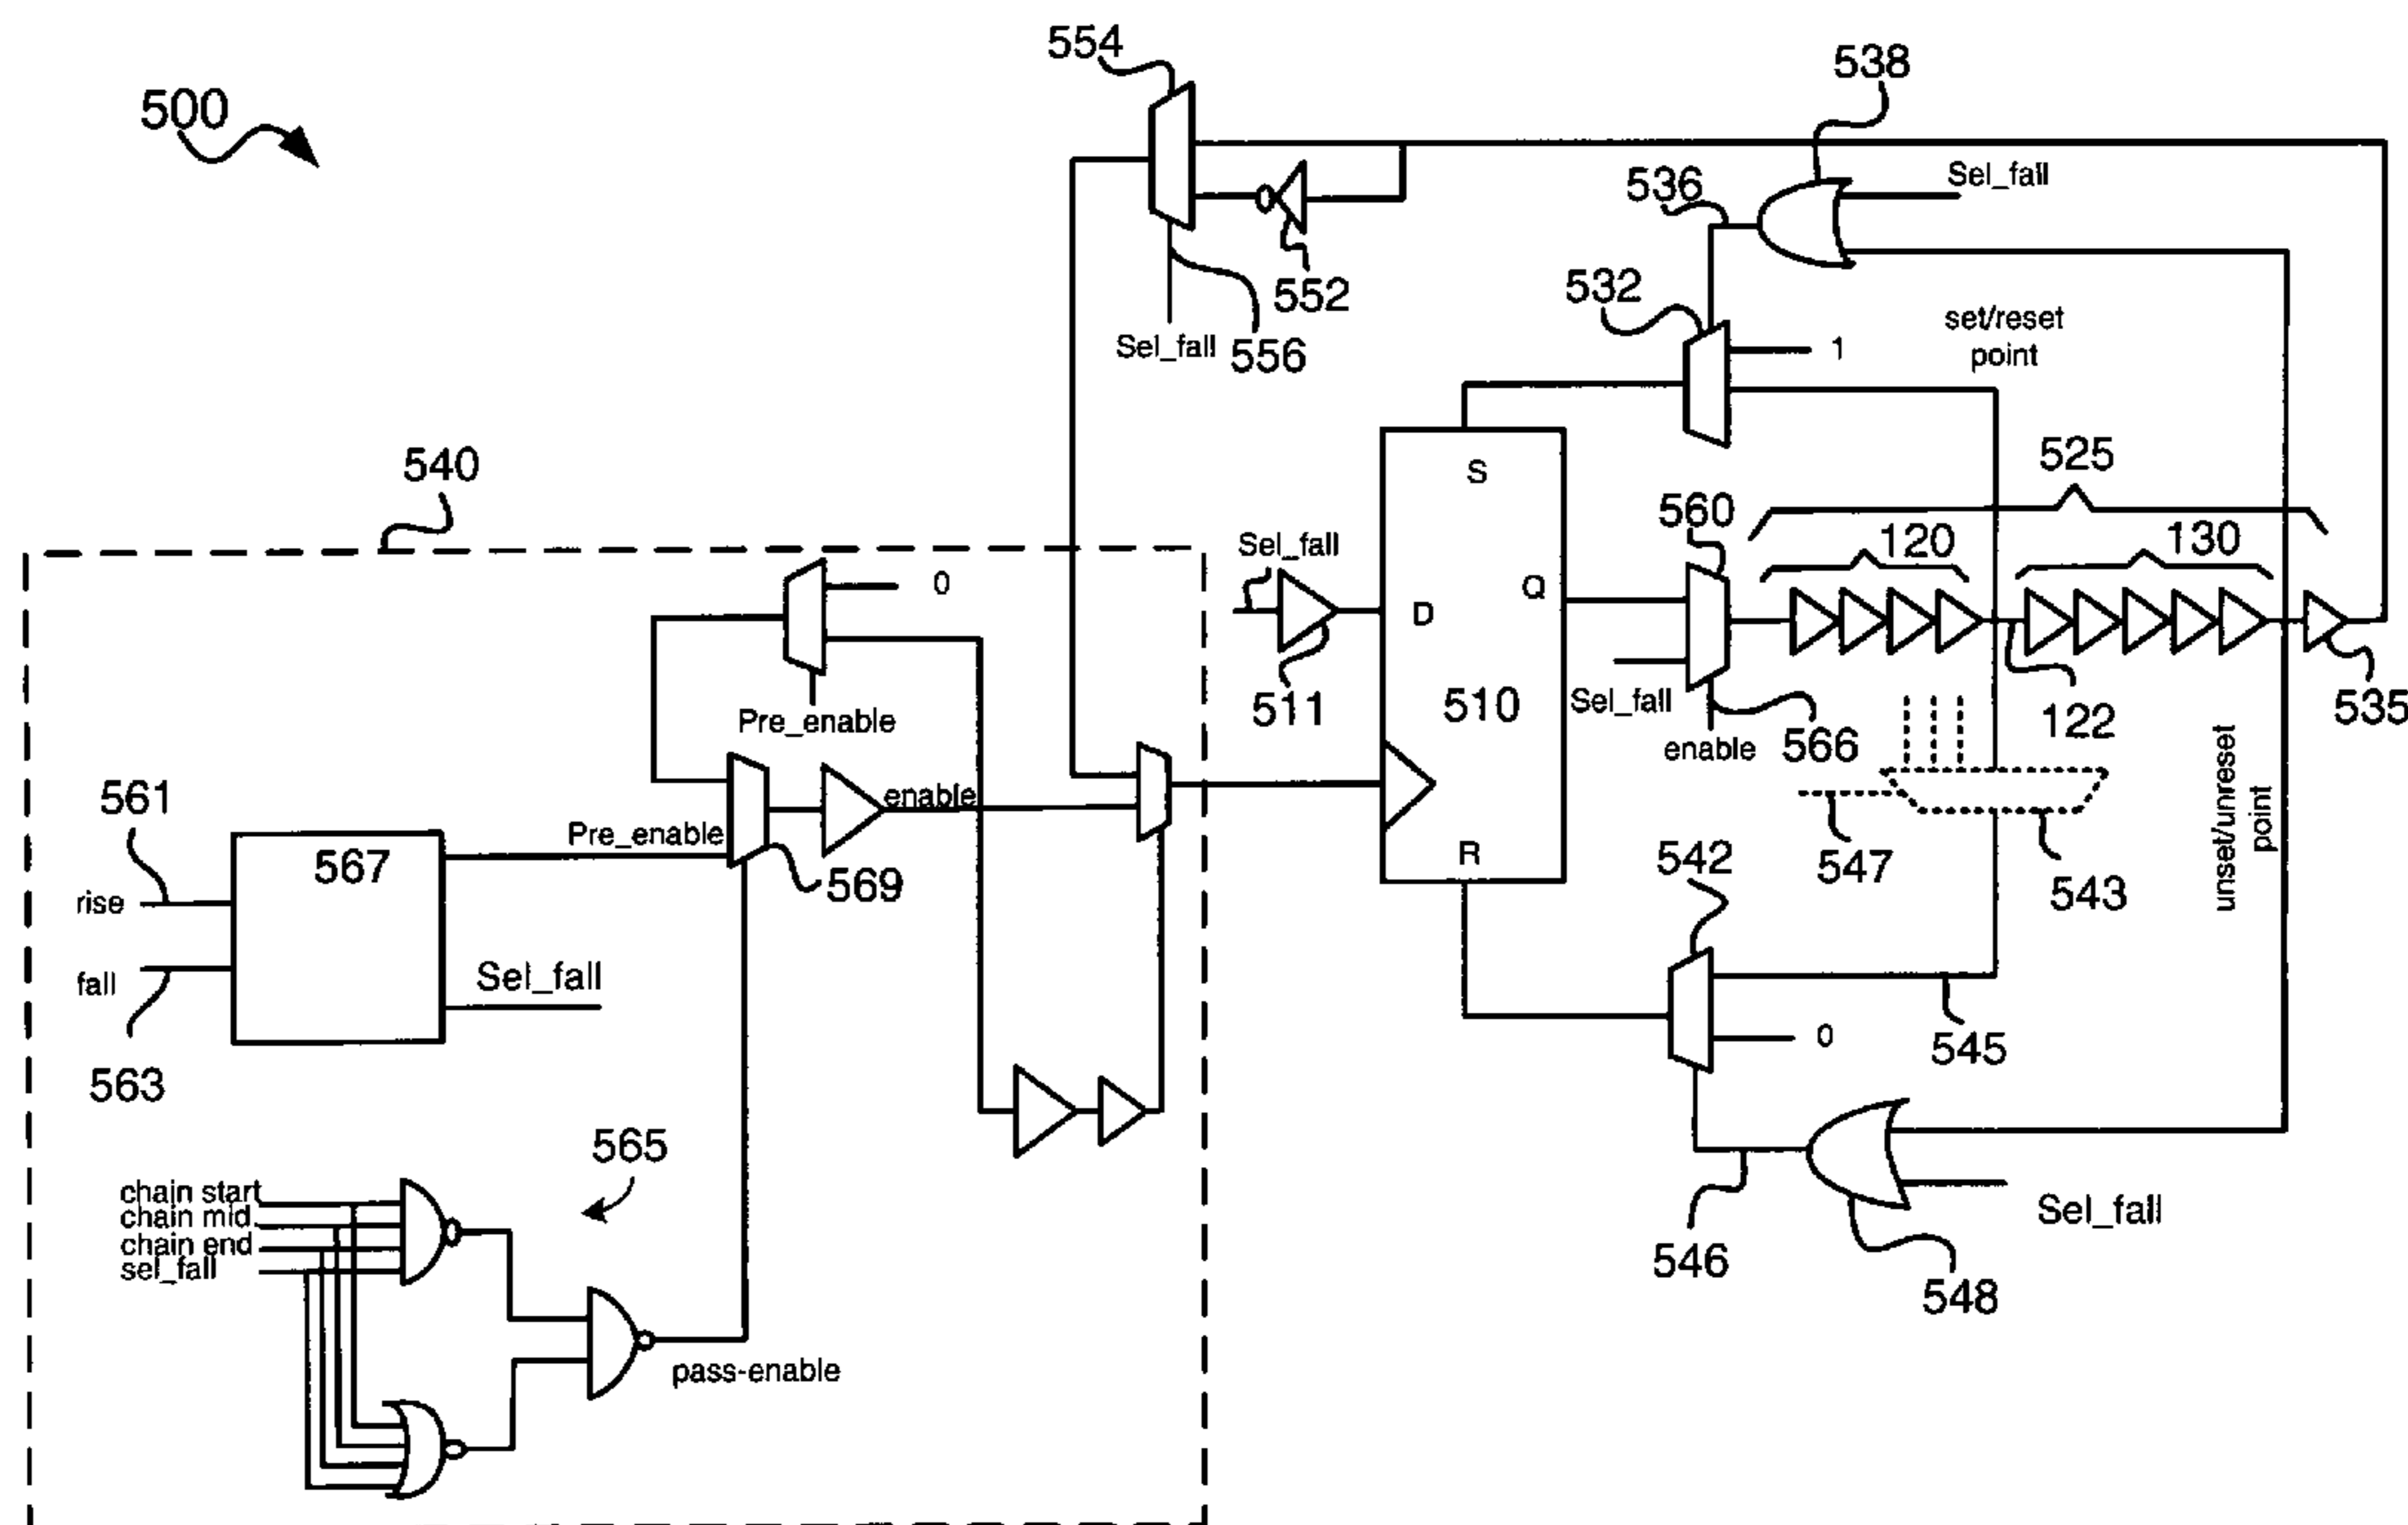 554
538
500
Sel_fall
536
532
552
Sel_fall 556
set/reset
point
1
525
540
S
560
120
130
Sel_fall
0
D
Q
511
510
Sel_fall
122
535
Pre_enable
enable
566
unset/unreset
point
561
enable
Pre_enable
547
567
569
R
542
543
rise
fall
Sel_fall
0
545
563
565
chain start
chain mid
chain end
sel_fall
Sel_fall
546
548
pass-enable